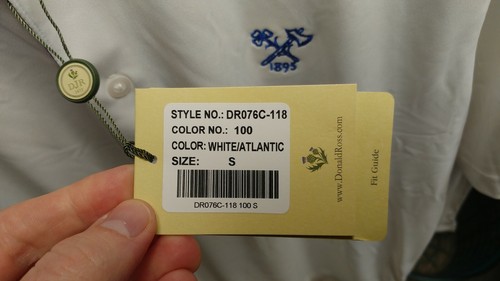 1895
DJR
STYLE NO.: DR076C-118
COLOR NO.: 100
COLOR: WHITE/ATLANTIC
SIZE: S
DR076C-118 100 S
www.DonaldRoss.com
Fit Guide